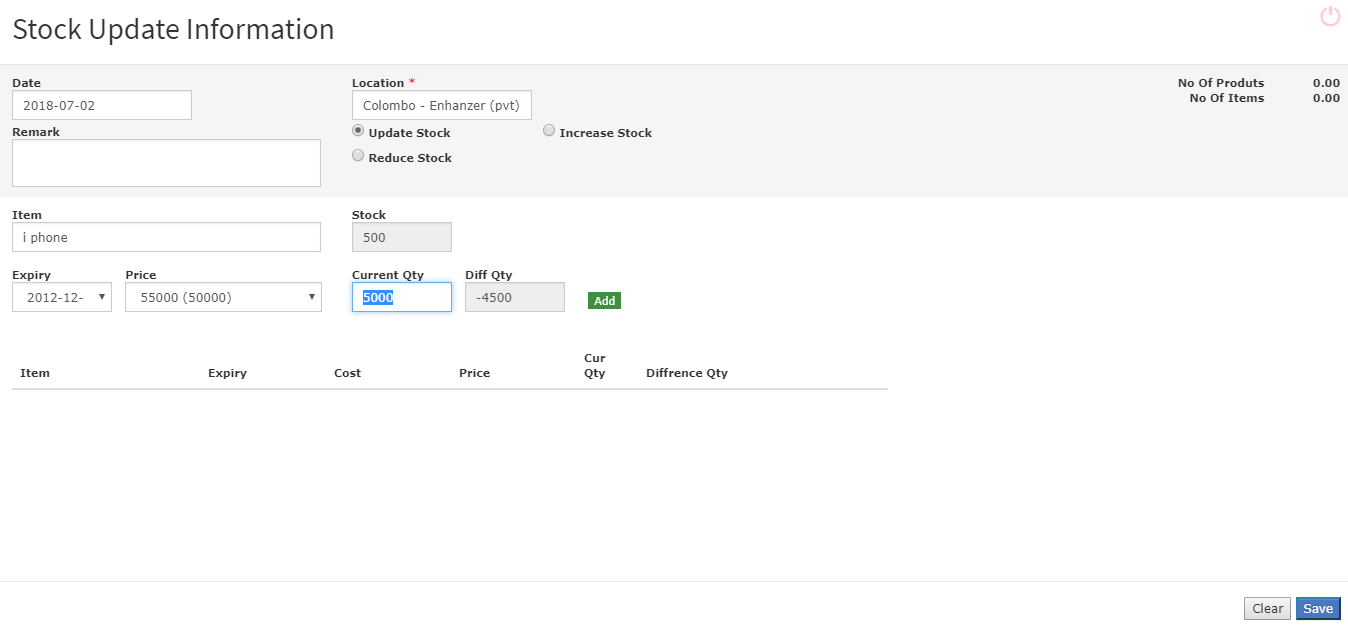 Stock Update Information
Date
2018-07-02
Remark
Location *
Colombo - Enhanzer (pvt)
Update Stock
Increase Stock
Reduce Stock
No Of Produts 0.00
No Of Items 0.00
Item
i phone
Stock
500
Expiry
2012-12-
Price
55000 (50000)
Current Qty
5000
Diff Qty
-4500
Add
Item
Expiry
Cost
Price
Cur
Qty
Diffrence Qty
Clear
Save